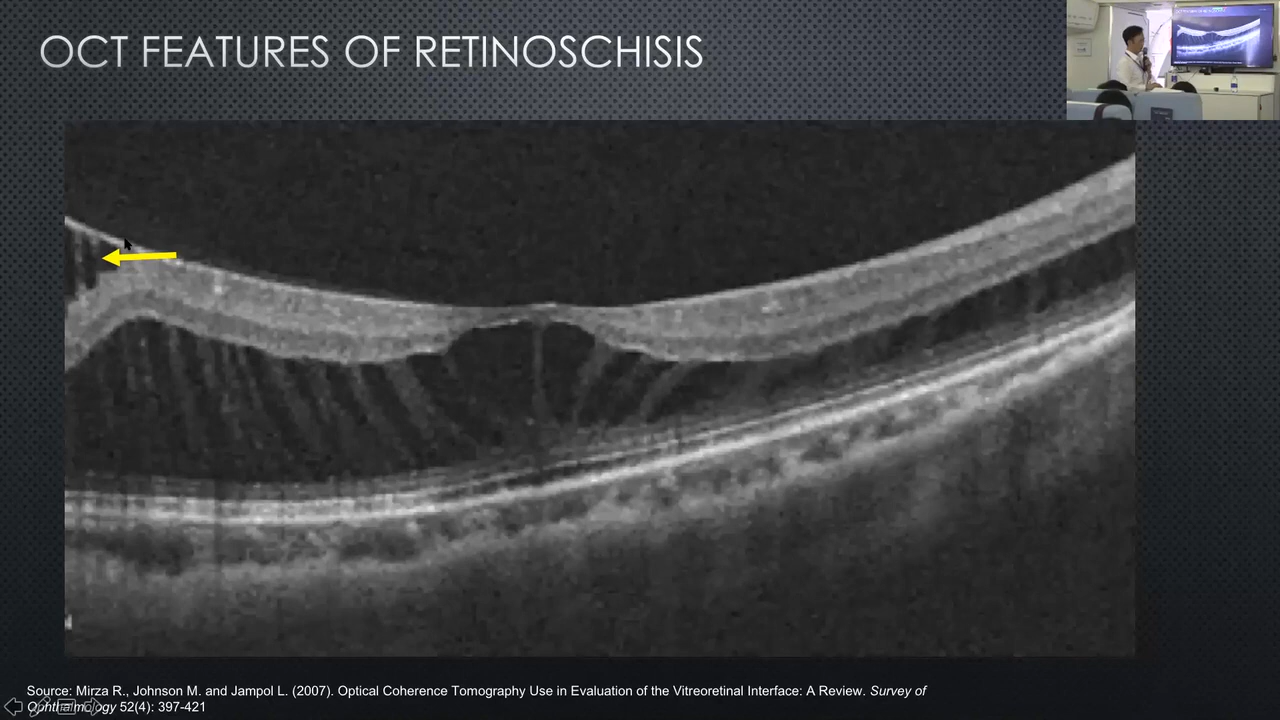 OCT FEATURES OF RETINOSCHISIS
Source: Mirza R., Johnson M. and Jampol L. (2007). Optical Coherence Tomography Use in Evaluation of the Vitreoretinal Interface: A Review. Survey of
Ophthalmology 52(4): 397-421